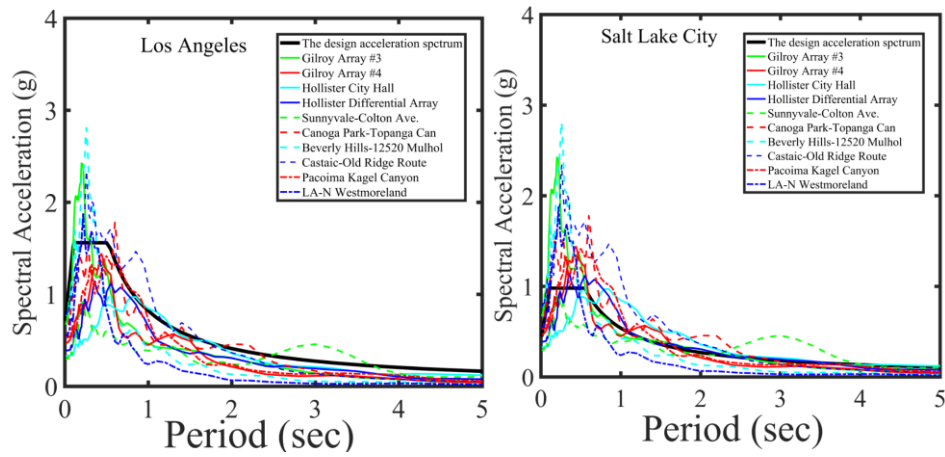 Los Angeles
The design acceleration spctrum
Gilroy Array #3
Gilroy Array #4
Hollister City Hall
Hollister Differential Array
Sunnyvale-Colton Ave.
Canoga Park-Topanga Can
Beverly Hills-12520 Mulhol
Castaic-Old Ridge Route
Pacoima Kagel Canyon
LA-N Westmoreland
Spectral Acceleration (g)
4
3
2
1
0
0 1 2 3 4 5
Period (sec)
Salt Lake City
The design acceleration spctrum
Gilroy Array #3
Gilroy Array #4
Hollister City Hall
Hollister Differential Array
Sunnyvale-Colton Ave.
Canoga Park-Topanga Can
Beverly Hills-12520 Mulhol
Castaic-Old Ridge Route
Pacoima Kagel Canyon
LA-N Westmoreland
Spectral Acceleration (g)
4
3
2
1
0
0 1 2 3 4 5
Period (sec)